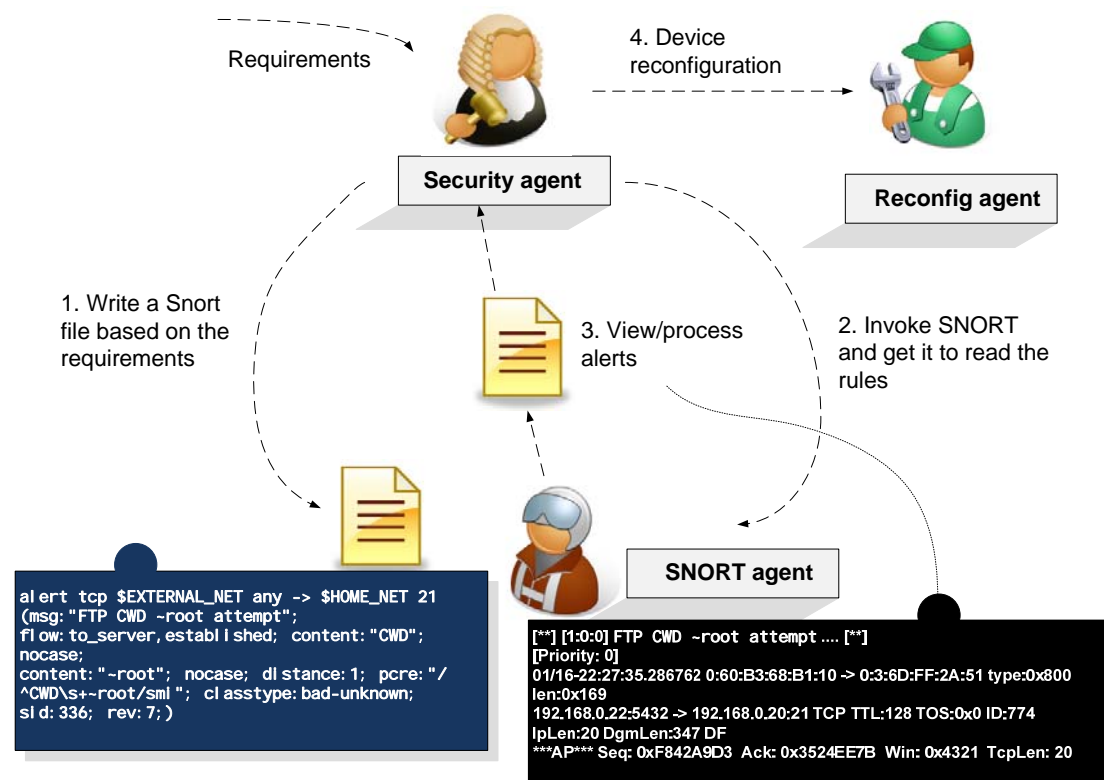 Requirements
4. Device
reconfiguration
Security agent
Reconfig agent
1. Write a Snort
file based on the
requirements
3. View/process
alerts
2. Invoke SNORT
and get it to read the
rules
SNORT agent
alert tcp $EXTERNAL_NET any -> $HOME_NET 21
(msg:"FTP CWD ~root attempt";
flow:to_server,established; content:"CWD";
nocase;
content:"~root"; nocase; distance:1; pcre:"/
^CWD\s+~root/smi"; classtype:bad-unknown;
sid:336; rev:7;)
[**] [1:0:0] FTP CWD ~root attempt .... [**]
[Priority: 0]
01/16-22:27:35.286762 0:60:B3:68:B1:10 -> 0:3:6D:FF:2A:51 type:0x800
len:0x169
192.168.0.22:5432 -> 192.168.0.20:21 TCP TTL:128 TOS:0x0 ID:774
IpLen:20 DgmLen:347 DF
***AP*** Seq: 0xF842A9D3 Ack: 0x3524EE7B Win: 0x4321 TcpLen: 20